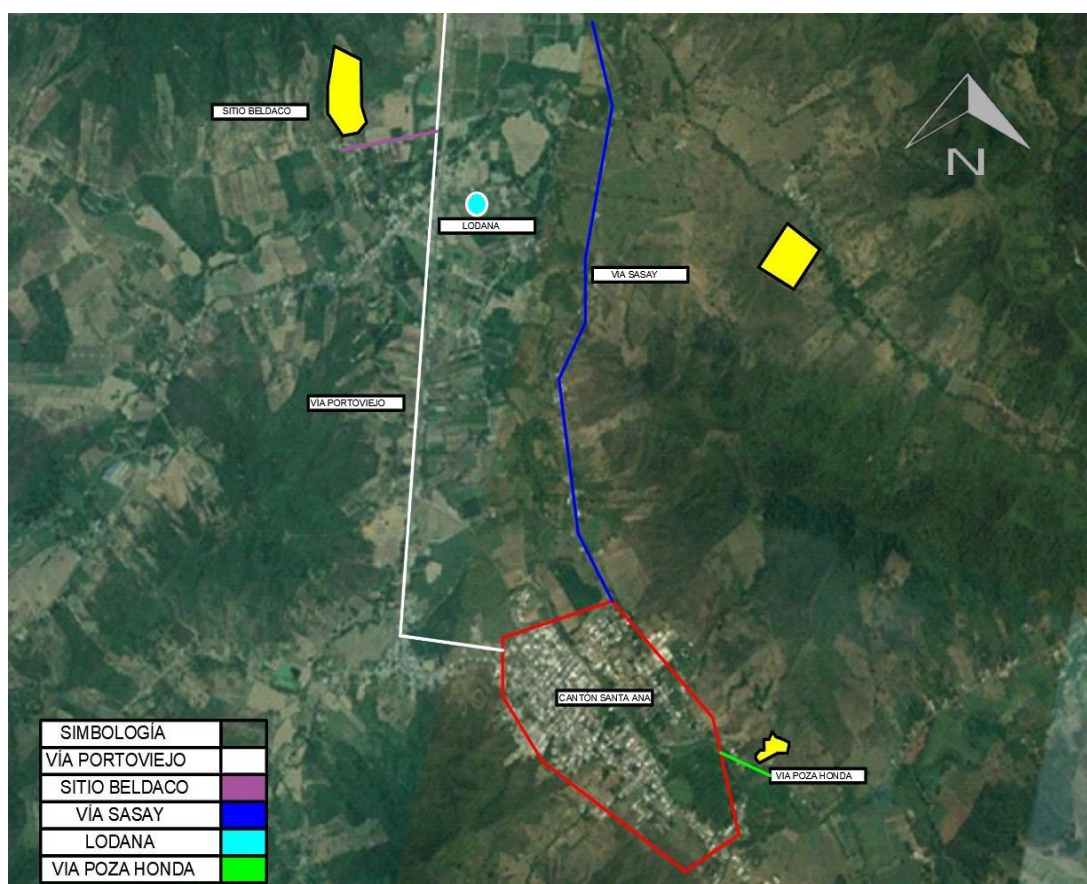 SITIO BELDACO
N
LODANA
VÍA SASAY
VÍA PORTOVIEJO
CANTÓN SANTA ANA
VIA POZA HONDA
SIMBOLOGÍA
VÍA PORTOVIEJO
SITIO BELDACO
VÍA SASAY
LODANA
VIA POZA HONDA